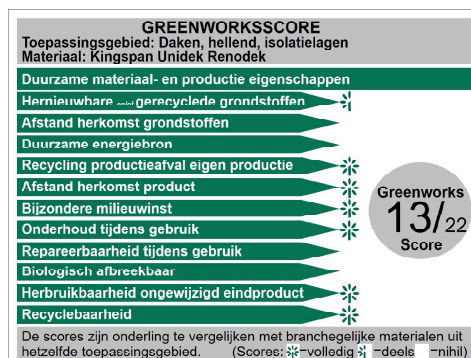 GREENWORKSSCORE
Toepassingsgebied: Daken, hellend, isolatielagen
Materiaal: Kingspan Unidek Renodek
Duurzame materiaal- en productie eigenschappen
Hernieuwbare en/of gerecyclede grondstoffen
Afstand herkomst grondstoffen
Duurzame energiebron
Recycling productieafval eigen productie
Afstand herkomst product
Bijzondere milieuwinst
Onderhoud tijdens gebruik
Repareerbaarheid tijdens gebruik
Biologisch afbreekbaar
Herbruikbaarheid ongewijzigd eindproduct
Recyclebaarheid
Greenworks
13/22
Score
De scores zijn onderling te vergelijken met branchegelijke materialen uit
hetzelfde toepassingsgebied. (Scores: =volledig =deels =nihil)